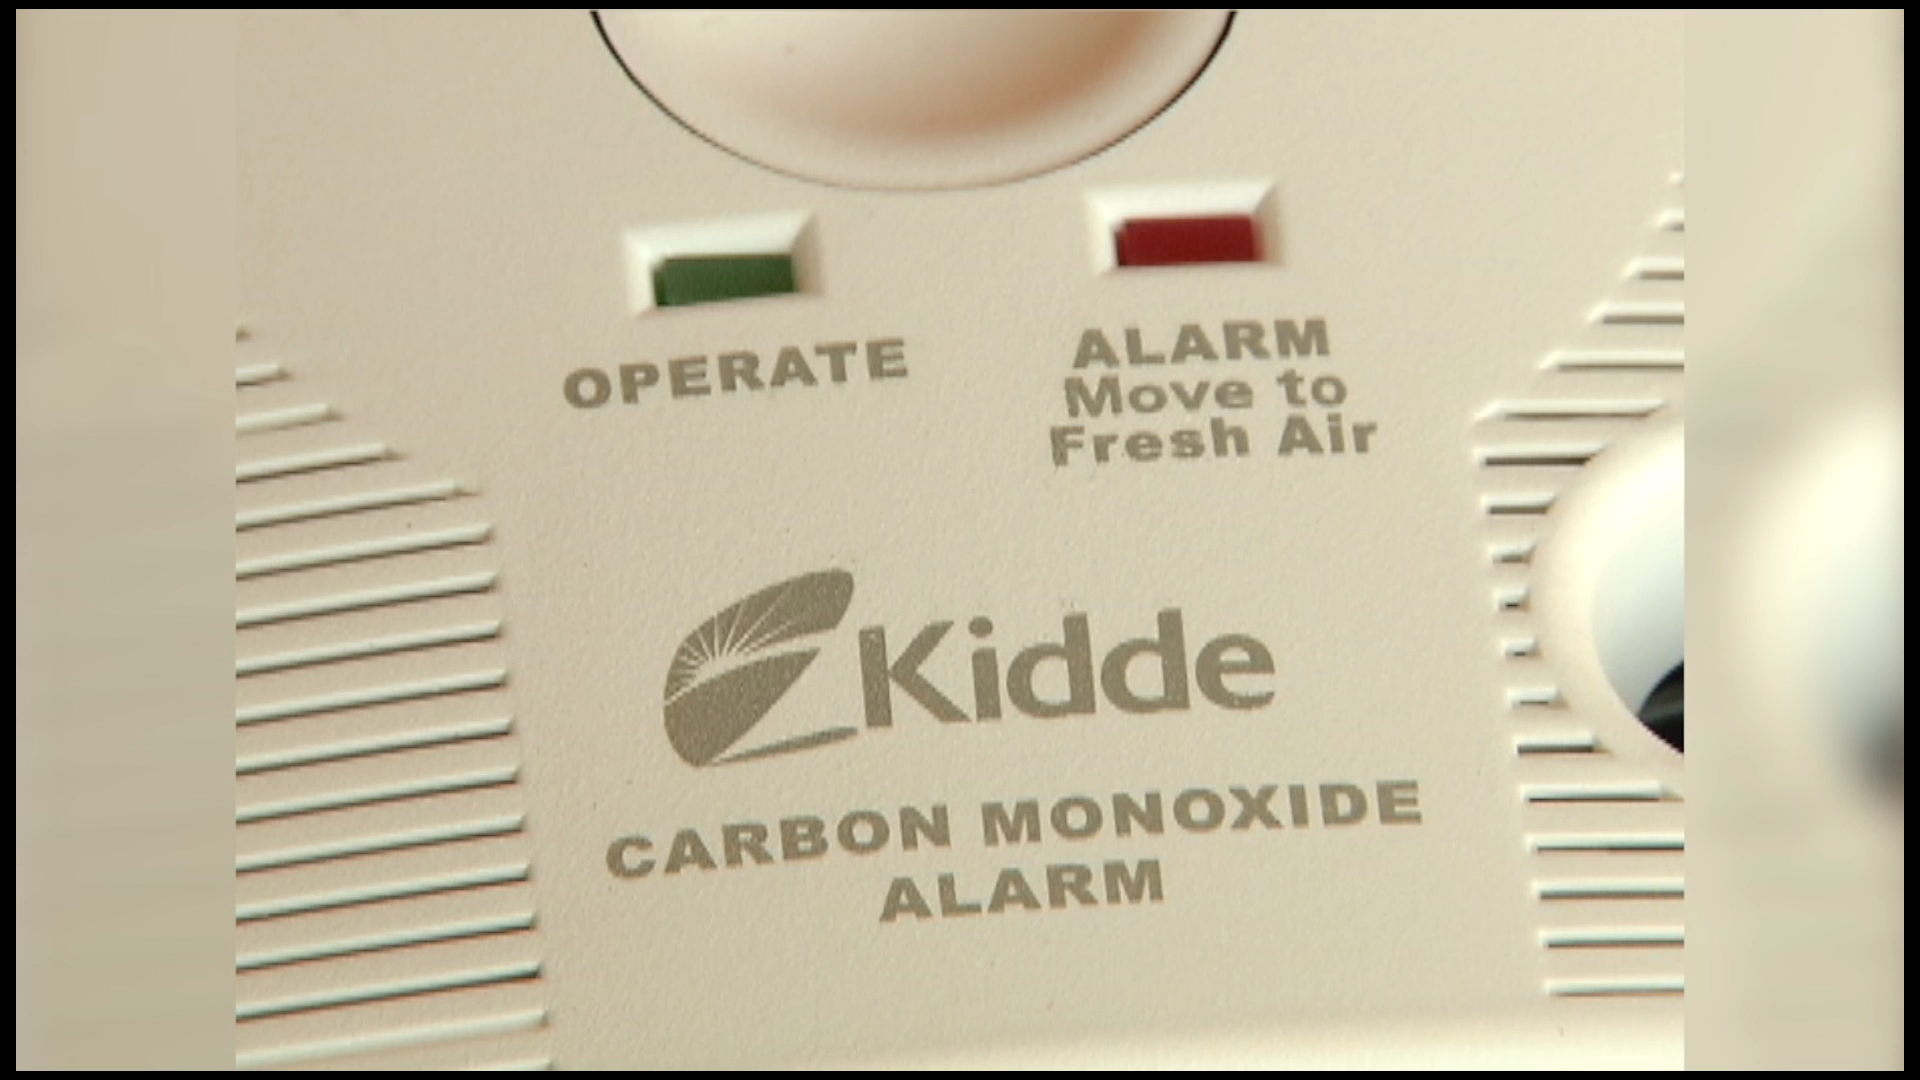 OPERATE
ALARM
Move to
Fresh Air
Kidde
CARBON MONOXIDE
ALARM